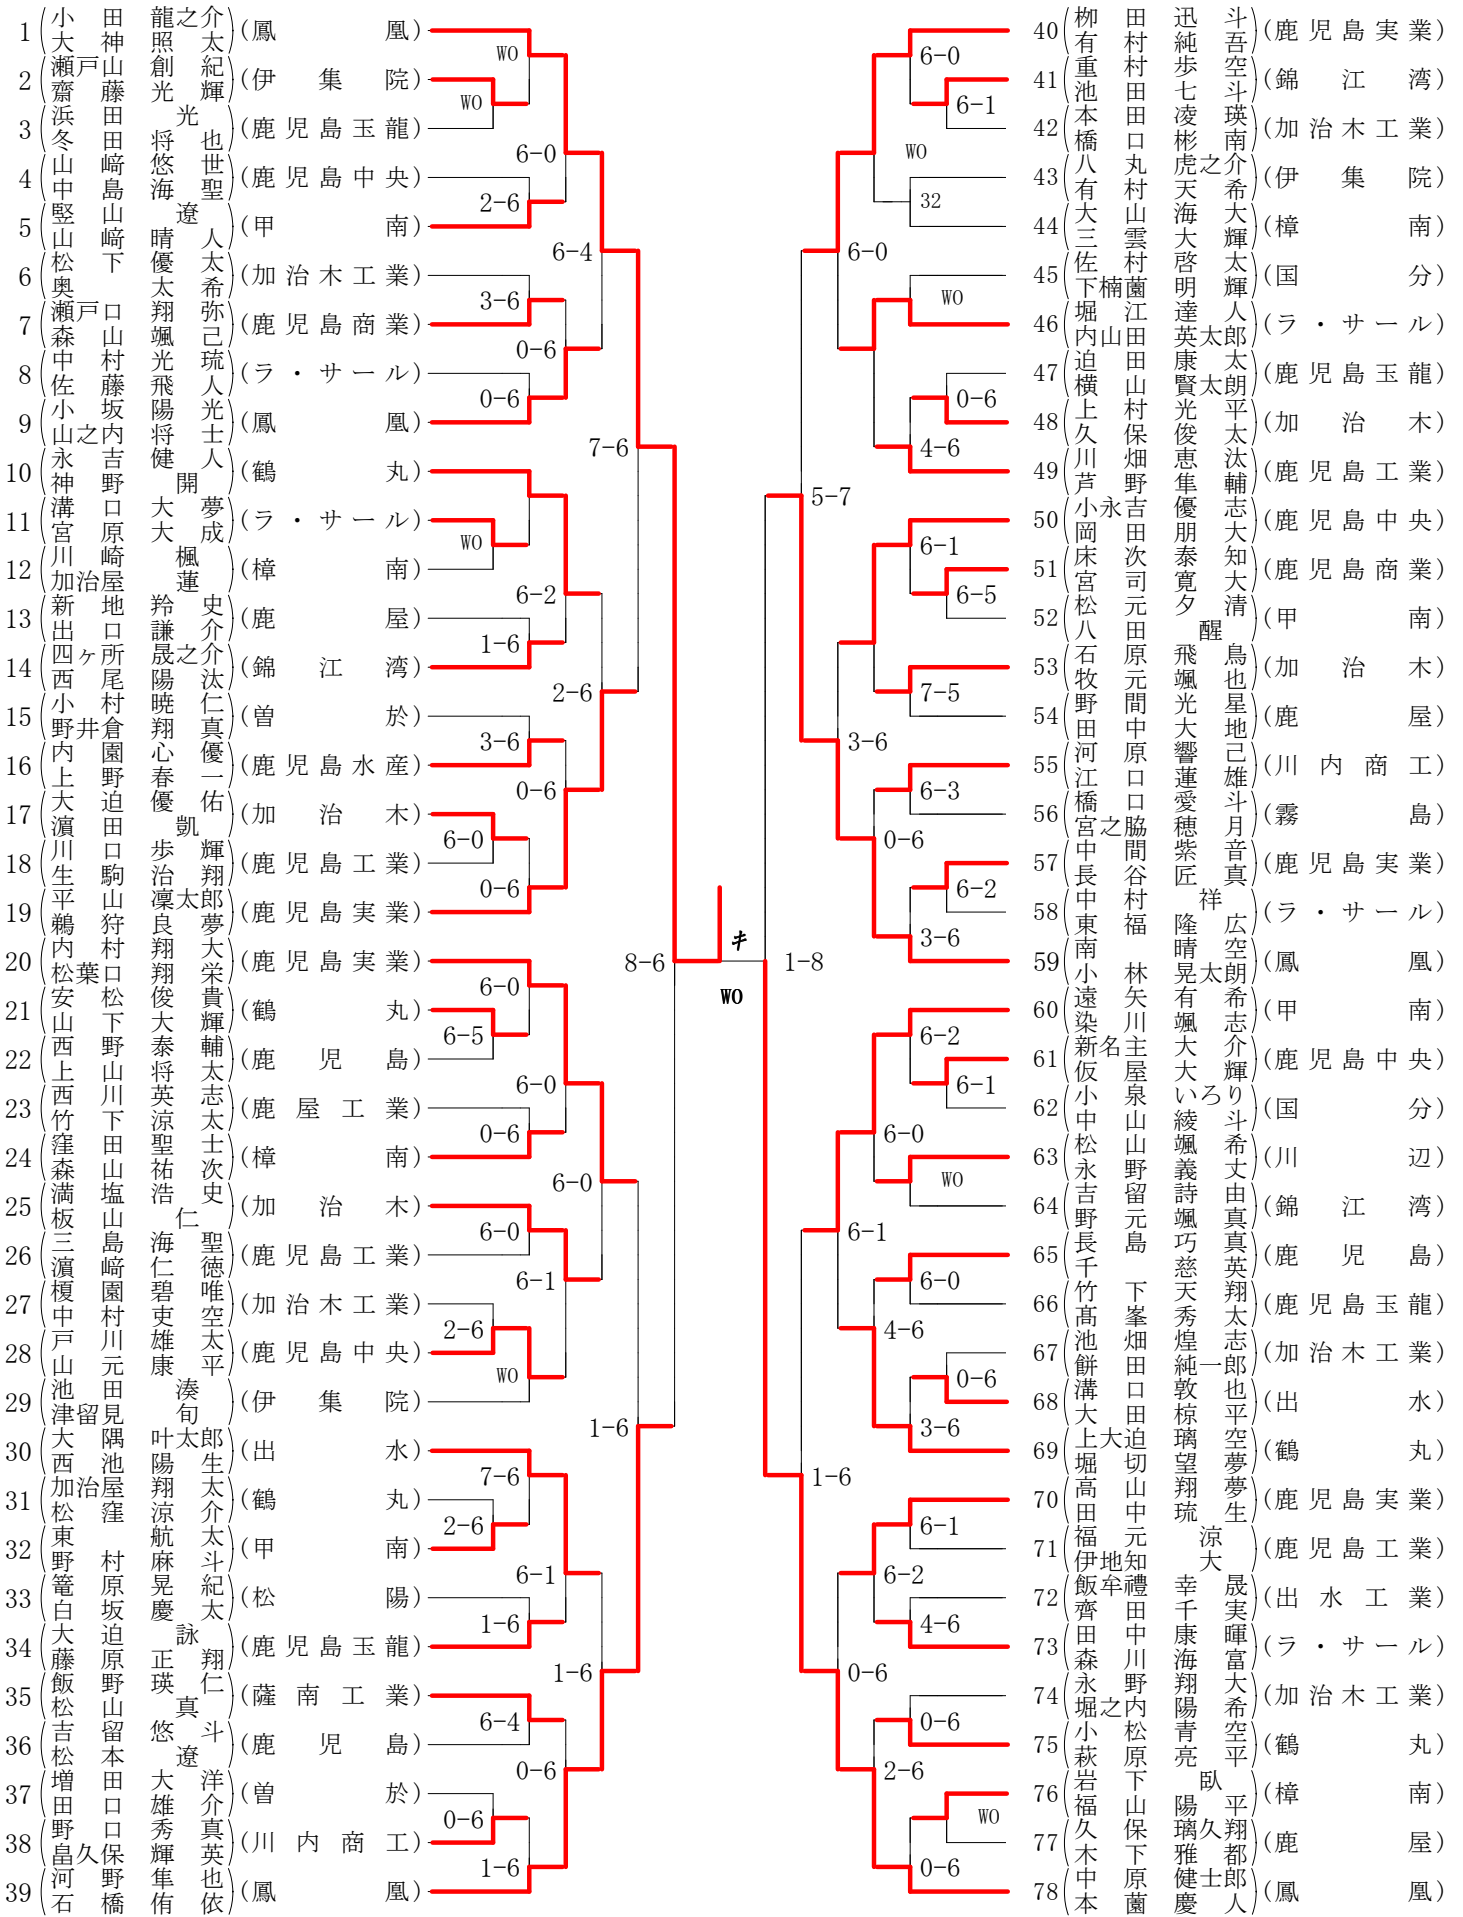 1 小田 龍之介 大神 照太 (鳳凰)
2 瀬戸山 創紀 齋藤 光輝 (伊集院)
3 浜田 光 冬田 将也 (鹿児島玉龍)
4 山﨑 悠世 中島 海聖 (鹿児島中央)
5 竪山 遼 山﨑 晴人 (甲南)
6 松下 優太 奥 太希 (加治木工業)
7 瀬戸口 翔弥 森山 颯己 (鹿児島商業)
8 中村 光琉 佐藤 飛人 (ラ・サール)
9 小坂 陽光 山之内 将士 (鳳凰)
10 永吉 健人 神野 開 (鶴丸)
11 溝口 大夢 宮原 大成 (ラ・サール)
12 川崎 楓 加治屋 蓮 (樟南)
13 新地 羚史 出口 謙介 (鹿屋)
14 四ヶ所 晟之介 西尾 陽汰 (錦江湾)
15 小村 暁仁 野井倉 翔真 (曽於)
16 内園 心優 上野 春一 (鹿児島水産)
17 大迫 優佑 濵田 凱 (加治木)
18 川口 歩輝 生駒 治翔 (鹿児島工業)
19 平山 凜太郎 鵜狩 良夢 (鹿児島実業)
20 内村 翔大 松葉口 翔栄 (鹿児島実業)
21 安松 俊貴 山下 大輝 (鶴丸)
22 西野 泰輔 上山 将太 (鹿児島)
23 西川 英志 竹下 涼太 (鹿屋工業)
24 窪田 聖士 森山 祐次 (樟南)
25 満塩 浩史 板山 仁 (加治木)
26 三島 海聖 濵﨑 仁徳 (鹿児島工業)
27 榎園 碧唯 中村 吏空 (加治木工業)
28 戸川 雄太 山元 康平 (鹿児島中央)
29 池田 湊 津留見 旬 (伊集院)
30 大隅 叶太郎 西池 陽生 (出水)
31 加治屋 翔太 松窪 涼介 (鶴丸)
32 東 航太 野村 麻斗 (甲南)
33 篭原 晃紀 白坂 慶太 (松陽)
34 大迫 詠 藤原 正翔 (鹿児島玉龍)
35 飯野 瑛仁 松山 真 (薩南工業)
36 吉留 悠斗 松本 遼 (鹿児島)
37 増田 大洋 田口 雄介 (曽於)
38 野口 秀真 畠久保 輝英 (川内商工)
39 河野 隼也 石橋 侑依 (鳳凰)
WO
WO
6-0
2-6
6-4
3-6
0-6
0-6
7-6
WO
6-2
1-6
2-6
3-6
0-6
6-0
0-6
8-6
6-0
6-5
6-0
0-6
6-0
6-0
6-1
2-6
WO
1-6
7-6
2-6
6-1
1-6
1-6
6-4
0-6
0-6
1-6
WO
40 栁田 迅斗 有村 純吾 (鹿児島実業)
41 重村 歩空 池田 七斗 (錦江湾)
42 本田 凌瑛 橋口 彬南 (加治木工業)
43 八丸 虎之介 有村 天希 (伊集院)
44 大山 海大 三雲 大輝 (樟南)
45 佐村 啓太 下楠薗 明輝 (国分)
46 堀江 達人 内山田 英太郎 (ラ・サール)
47 迫田 康太 横山 賢太朗 (鹿児島玉龍)
48 上村 光平 久保 俊太 (加治木)
49 川畑 恵汰 芦野 隼輔 (鹿児島工業)
50 小永吉 優志 岡田 朋大 (鹿児島中央)
51 床次 泰知 宮司 寛大 (鹿児島商業)
52 松元 夕清 八田 醒 (甲南)
53 石原 飛鳥 牧元 颯也 (加治木)
54 野間 光星 田中 大地 (鹿屋)
55 河原 響己 江口 蓮雄 (川内商工)
56 橋口 愛斗 宮之脇 穂月 (霧島)
57 中間 紫音 長谷 匠真 (鹿児島実業)
58 中村 祥 東福 隆広 (ラ・サール)
59 南 晴空 小林 晃太朗 (鳳凰)
60 遠矢 有希 染川 颯志 (甲南)
61 新名主 大介 仮屋 大輝 (鹿児島中央)
62 小泉 いろり 中山 綾斗 (国分)
63 松山 颯希 永野 義丈 (川辺)
64 吉留 詩由 野元 颯真 (錦江湾)
65 長島 巧真 千 慈英 (鹿児島)
66 竹下 天翔 髙峯 秀太 (鹿児島玉龍)
67 池畑 煌志 餅田 純一郎 (加治木工業)
68 溝口 敦也 大田 椋平 (出水)
69 上大迫 璃空 堀切 望夢 (鶴丸)
70 高山 翔夢 田中 琉生 (鹿児島実業)
71 福元 涼 伊地知 大 (鹿児島工業)
72 飯牟禮 幸晟 齊田 千実 (出水工業)
73 田中 康暉 森川 海富 (ラ・サール)
74 永野 翔大 堀之内 陽希 (加治木工業)
75 小松 青空 萩原 亮平 (鶴丸)
76 岩下 臥 福山 陽平 (樟南)
77 久保 璃久翔 木下 雅都 (鹿屋)
78 中原 健士郎 本薗 慶人 (鳳凰)
6-0
6-1
WO
32
6-0
WO
0-6
4-6
5-7
6-1
6-5
7-5
3-6
6-3
0-6
6-2
3-6
1-8
6-2
6-1
6-0
WO
6-1
6-0
4-6
0-6
3-6
1-6
6-1
6-2
4-6
0-6
0-6
2-6
WO
0-6